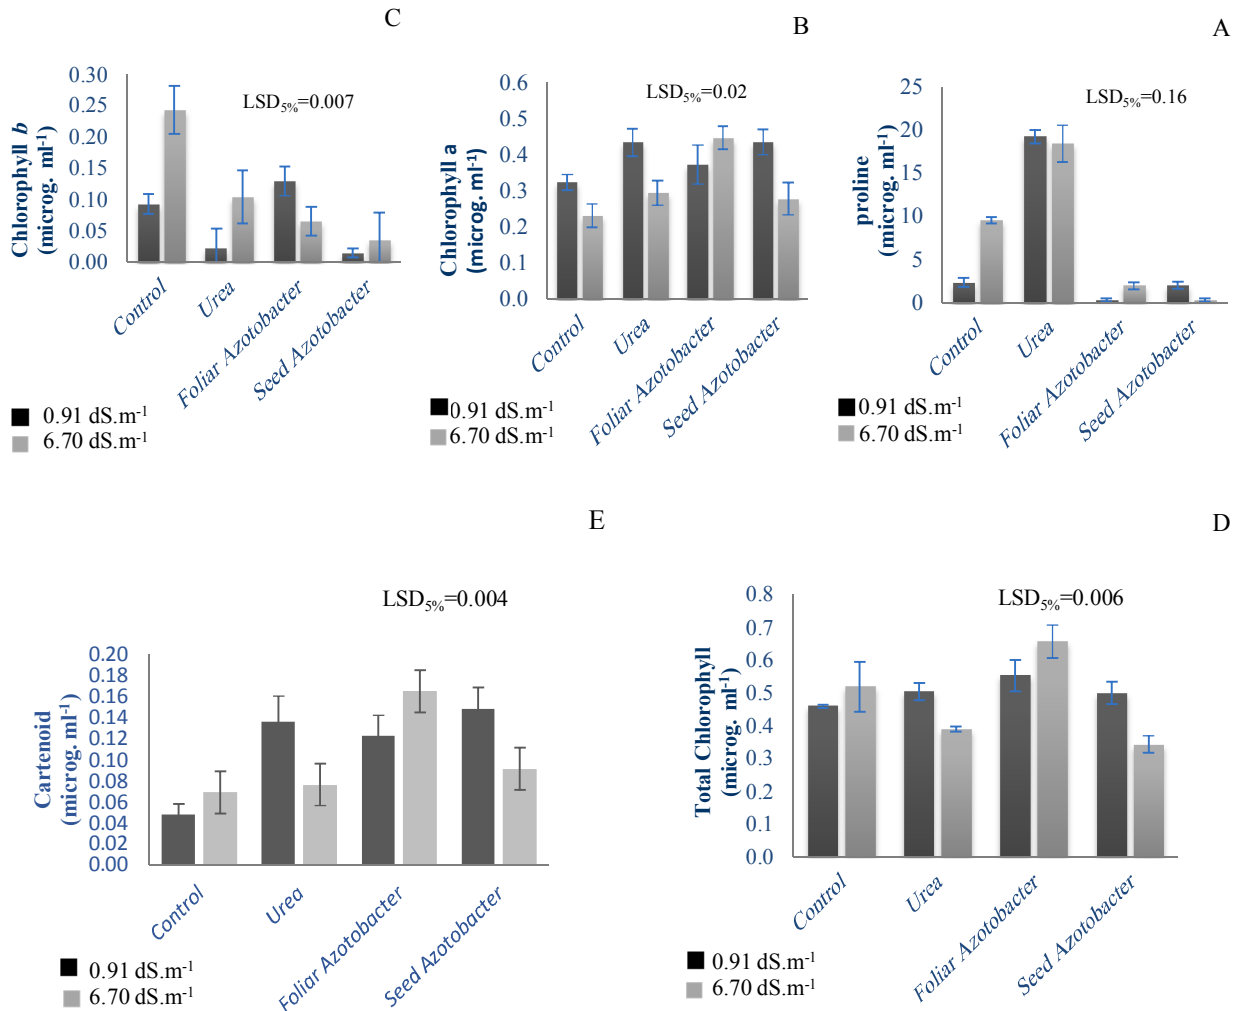 C
LSD5%=0.007
Chlorophyll b
(microg. ml-1)
0.30
0.25
0.20
0.15
0.10
0.05
0.00
Control
Urea
Foliar Azotobacter
Seed Azotobacter
0.91 dS.m-1
6.70 dS.m-1
B
LSD5%=0.02
Chlorophyll a
(microg. ml-1)
0.6
0.5
0.4
0.3
0.2
0.1
0.0
Control
Urea
Foliar Azotobacter
Seed Azotobacter
0.91 dS.m-1
6.70 dS.m-1
A
LSD5%=0.16
proline
(microg. ml-1)
25
20
15
10
5
0
Control
Urea
Foliar Azotobacter
Seed Azotobacter
0.91 dS.m-1
6.70 dS.m-1
E
LSD5%=0.004
Cartenoid
(microg. ml-1)
0.20
0.18
0.16
0.14
0.12
0.10
0.08
0.06
0.04
0.02
0.00
Control
Urea
Foliar Azotobacter
Seed Azotobacter
0.91 dS.m-1
6.70 dS.m-1
D
LSD5%=0.006
Total Chlorophyll
(microg. ml-1)
0.8
0.7
0.6
0.5
0.4
0.3
0.2
0.1
0.0
Control
Urea
Foliar Azotobacter
Seed Azotobacter
0.91 dS.m-1
6.70 dS.m-1